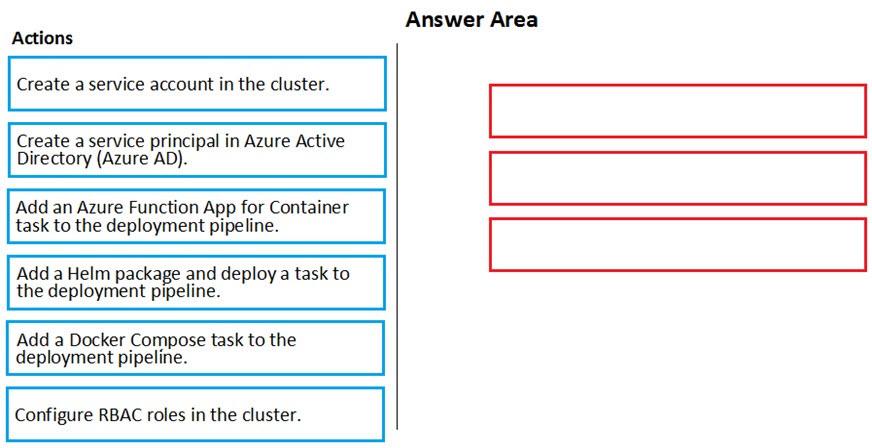 Answer Area
Actions
Create a service account in the cluster.
Create a service principal in Azure Active
Directory (Azure AD).
Add an Azure Function App for Container
task to the deployment pipeline.
Add a Helm package and deploy a task to
the deployment pipeline.
Add a Docker Compose task to the
deployment pipeline.
Configure RBAC roles in the cluster.